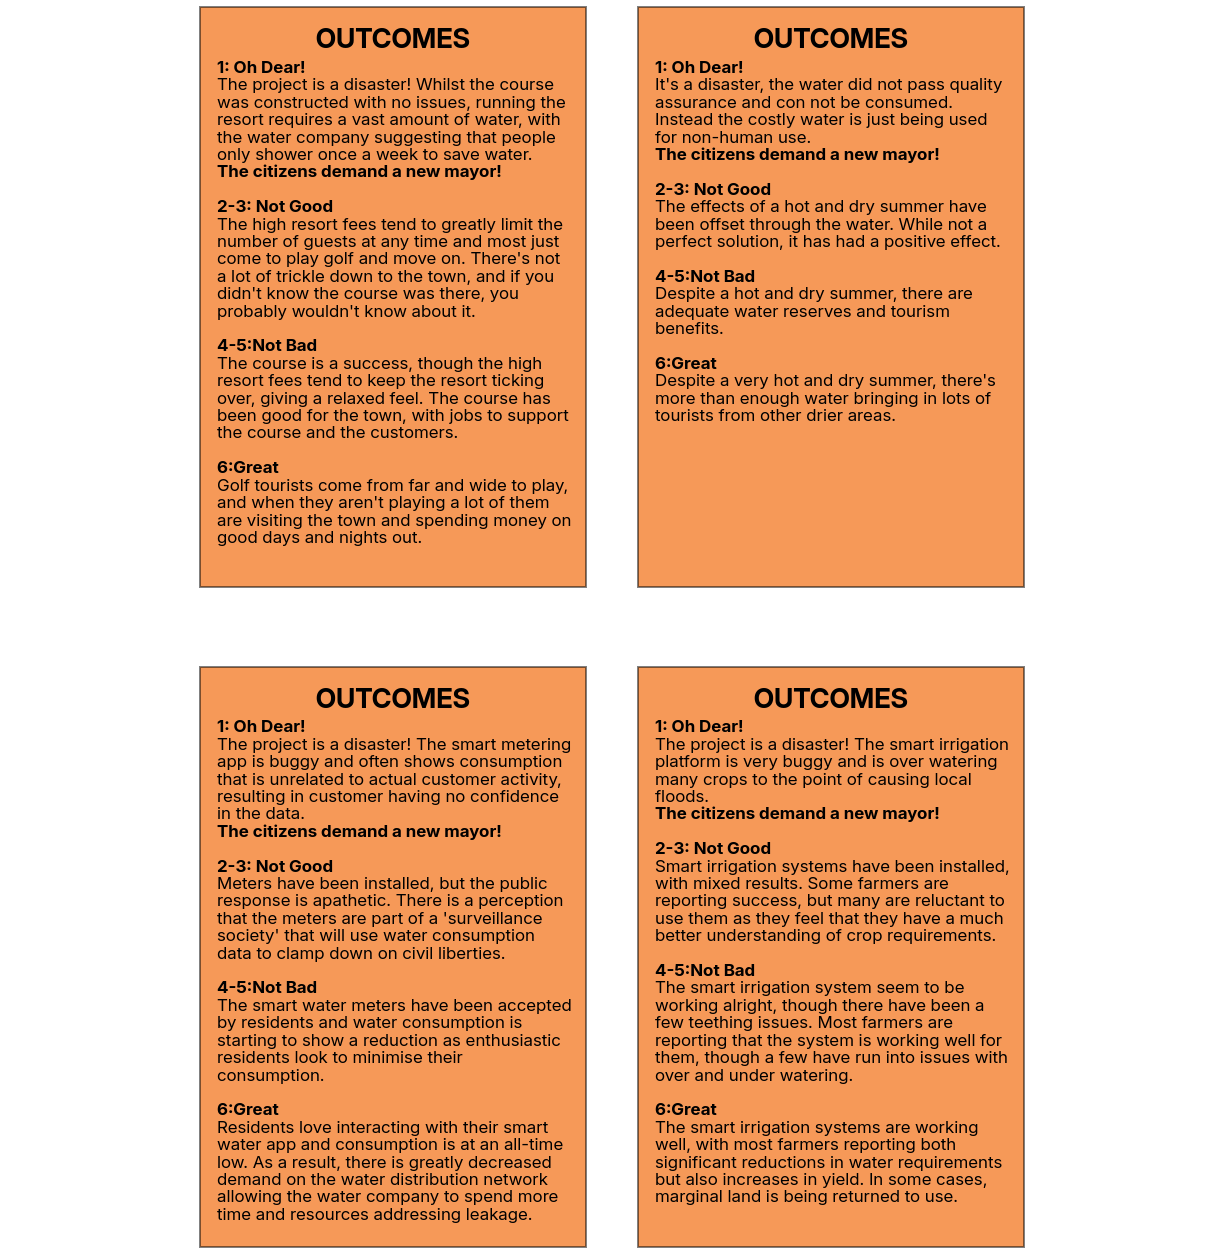 OUTCOMES
1: Oh Dear!
The project is a disaster! Whilst the course
was constructed with no issues, running the
resort requires a vast amount of water, with
the water company suggesting that people
only shower once a week to save water.
The citizens demand a new mayor!
2-3: Not Good
The high resort fees tend to greatly limit the
number of guests at any time and most just
come to play golf and move on. There's not
a lot of trickle down to the town, and if you
didn't know the course was there, you
probably wouldn't know about it.
4-5:Not Bad
The course is a success, though the high
resort fees tend to keep the resort ticking
over, giving a relaxed feel. The course has
been good for the town, with jobs to support
the course and the customers.
6:Great
Golf tourists come from far and wide to play,
and when they aren't playing a lot of them
are visiting the town and spending money on
good days and nights out.
OUTCOMES
1: Oh Dear!
It's a disaster, the water did not pass quality
assurance and con not be consumed.
Instead the costly water is just being used
for non-human use.
The citizens demand a new mayor!
2-3: Not Good
The effects of a hot and dry summer have
been offset through the water. While not a
perfect solution, it has had a positive effect.
4-5:Not Bad
Despite a hot and dry summer, there are
adequate water reserves and tourism
benefits.
6:Great
Despite a very hot and dry summer, there's
more than enough water bringing in lots of
tourists from other drier areas.
OUTCOMES
1: Oh Dear!
The project is a disaster! The smart metering
app is buggy and often shows consumption
that is unrelated to actual customer activity,
resulting in customer having no confidence
in the data.
The citizens demand a new mayor!
2-3: Not Good
Meters have been installed, but the public
response is apathetic. There is a perception
that the meters are part of a 'surveillance
society' that will use water consumption
data to clamp down on civil liberties.
4-5:Not Bad
The smart water meters have been accepted
by residents and water consumption is
starting to show a reduction as enthusiastic
residents look to minimise their
consumption.
6:Great
Residents love interacting with their smart
water app and consumption is at an all-time
low. As a result, there is greatly decreased
demand on the water distribution network
allowing the water company to spend more
time and resources addressing leakage.
OUTCOMES
1: Oh Dear!
The project is a disaster! The smart irrigation
platform is very buggy and is over watering
many crops to the point of causing local
floods.
The citizens demand a new mayor!
2-3: Not Good
Smart irrigation systems have been installed,
with mixed results. Some farmers are
reporting success, but many are reluctant to
use them as they feel that they have a much
better understanding of crop requirements.
4-5:Not Bad
The smart irrigation system seem to be
working alright, though there have been a
few teething issues. Most farmers are
reporting that the system is working well for
them, though a few have run into issues with
over and under watering.
6:Great
The smart irrigation systems are working
well, with most farmers reporting both
significant reductions in water requirements
but also increases in yield. In some cases,
marginal land is being returned to use.